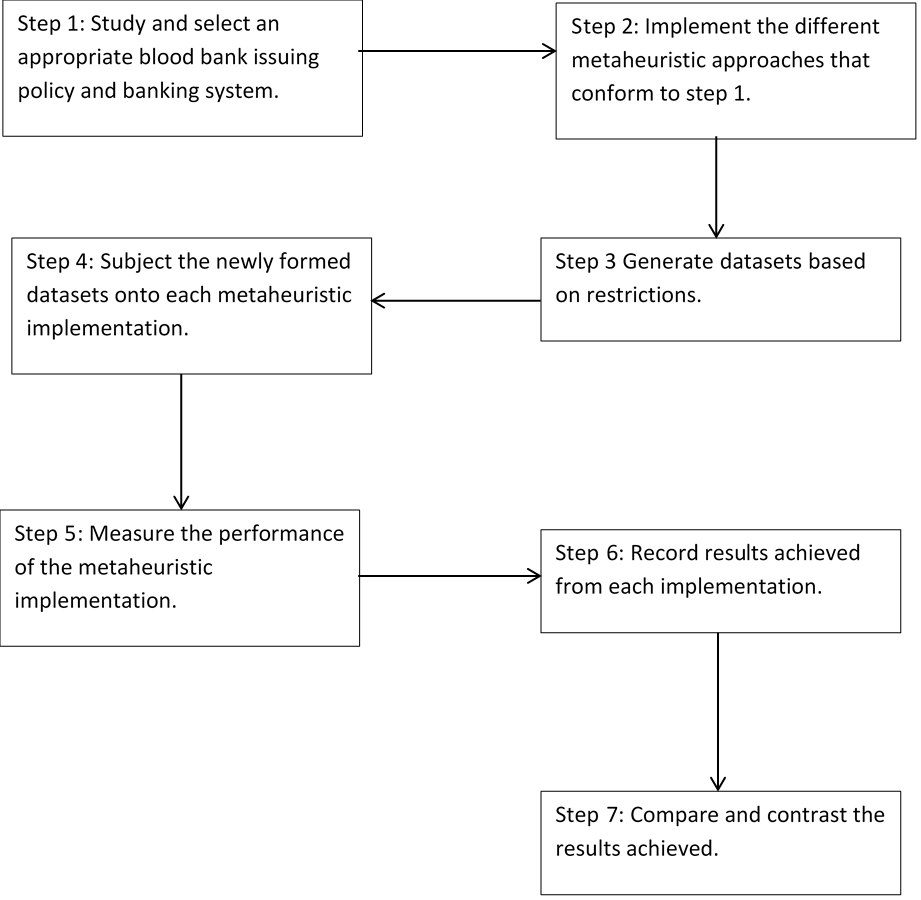 Step 1: Study and select an
appropriate blood bank issuing
policy and banking system.
Step 2: Implement the different
metaheuristic approaches that
conform to step 1.
Step 3 Generate datasets based
on restrictions.
Step 4: Subject the newly formed
datasets onto each metaheuristic
implementation.
Step 5: Measure the performance
of the metaheuristic
implementation.
Step 6: Record results achieved
from each implementation.
Step 7: Compare and contrast the
results achieved.